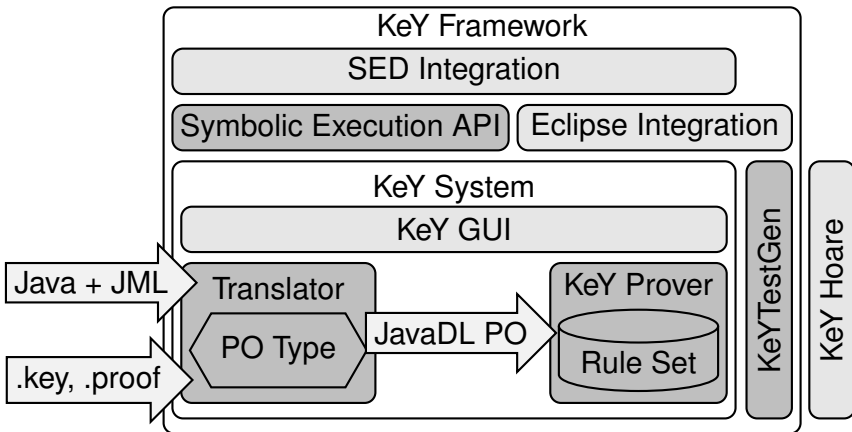 KeY Framework
SED Integration
Symbolic Execution API
Eclipse Integration
KeY System
KeY GUI
Java + JML
Translator
PO Type
.key, .proof
JavaDL PO
KeY Prover
Rule Set
KeYTestGen
KeY Hoare